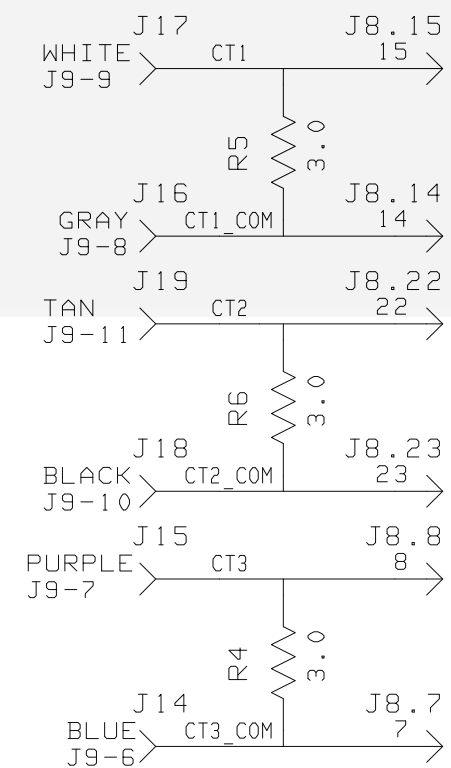 J17 J8.15
WHITE CT1 15
J9-9
R5 3.0
J16 J8.14
GRAY CT1_COM 14
J9-8
J19 J8.22
TAN CT2 22
J9-11
R6 3.0
J18 J8.23
BLACK CT2_COM 23
J9-10
J15 J8.8
PURPLE CT3 8
J9-7
R4 3.0
J14 J8.7
BLUE CT3_COM 7
J9-6